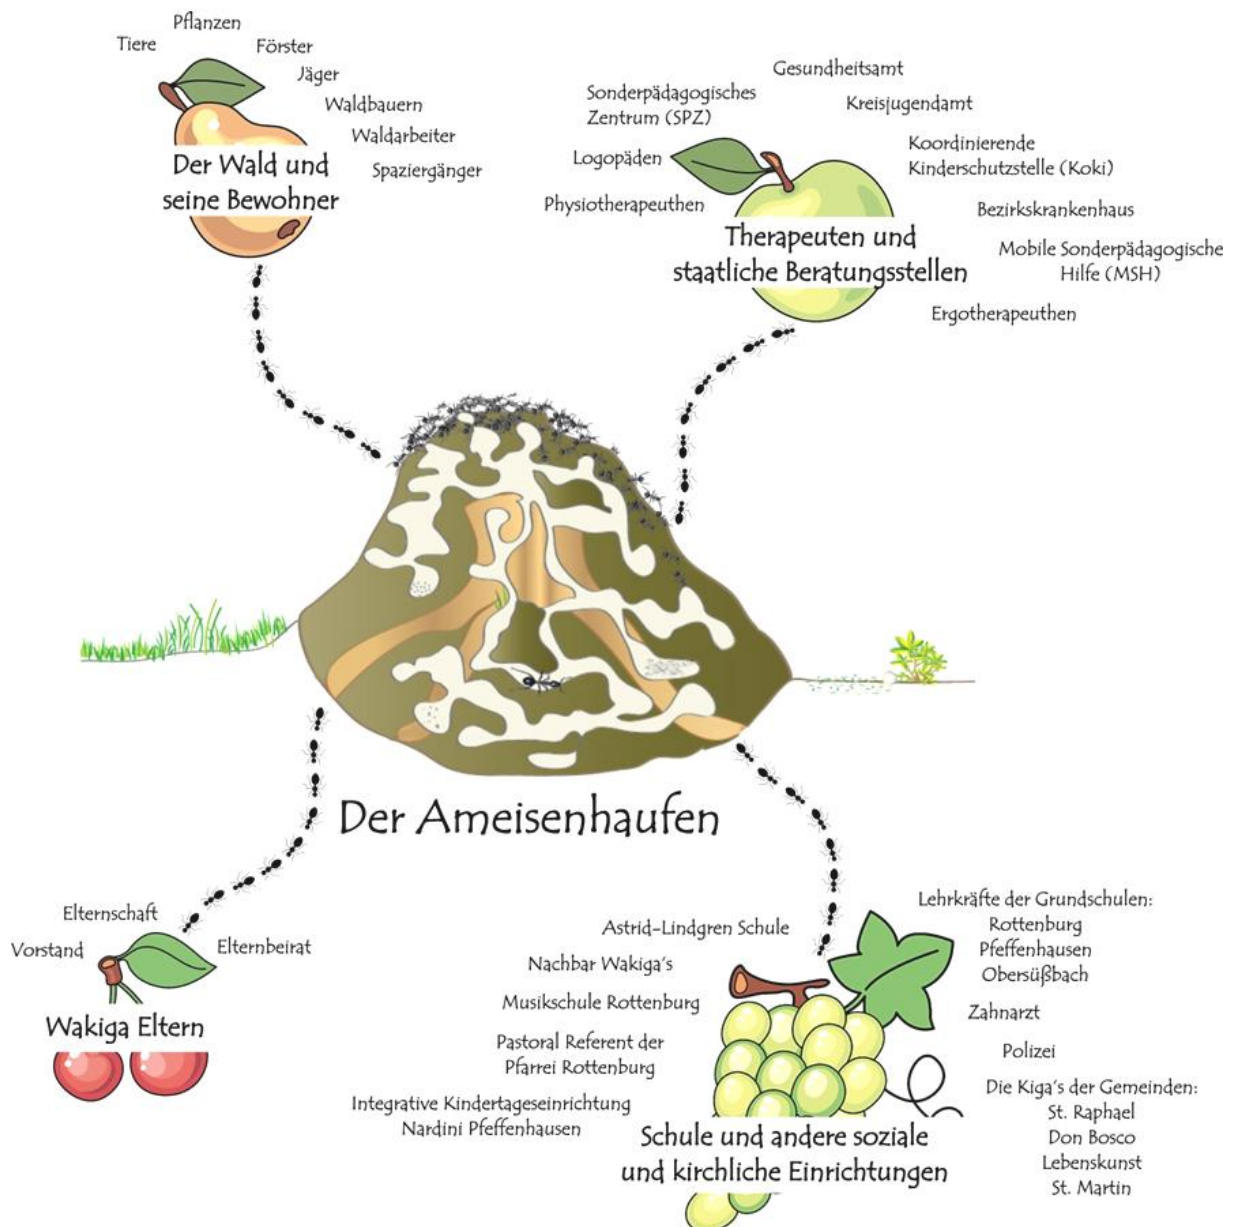 Pflanzen
Tiere
Förster
Jäger
Waldbauern
Waldarbeiter
Spaziergänger
Der Wald und
seine Bewohner
Gesundheitsamt
Sonderpädagogisches
Zentrum (SPZ)
Kreisjugendamt
Logopäden
Koordinierende
Kinderschutzstelle (Koki)
Physiotherapeuthen
Bezirkskrankenhaus
Therapeuten und
staatliche Beratungsstellen
Mobile Sonderpädagogische
Hilfe (MSH)
Ergotherapeuthen
Der Ameisenhaufen
Elternschaft
Vorstand
Elternbeirat
Wakiga Eltern
Astrid-Lindgren Schule
Nachbar Wakiga's
Musikschule Rottenburg
Pastoral Referent der
Pfarrei Rottenburg
Integrative Kindertageseinrichtung
Nardini Pfeffenhausen
Lehrkräfte der Grundschulen:
Rottenburg
Pfeffenhausen
Obersüßbach
Zahnarzt
Polizei
Die Kiga's der Gemeinden:
St. Raphael
Don Bosco
Lebenskunst
St. Martin
Schule und andere soziale
und kirchliche Einrichtungen